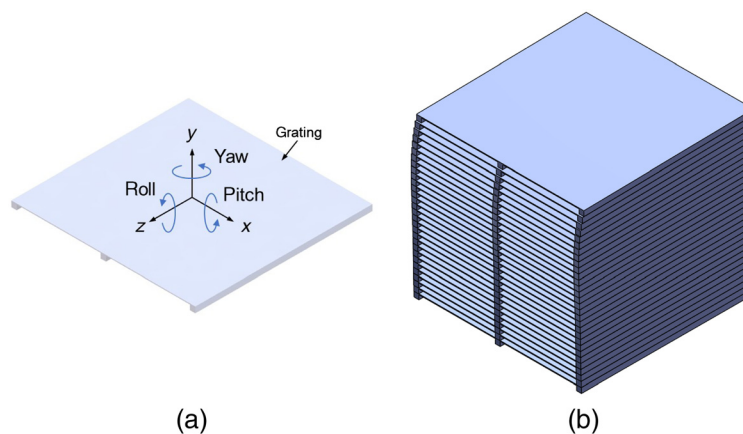 Grating
y
Yaw
Roll
Pitch
z
x
(a)
(b)